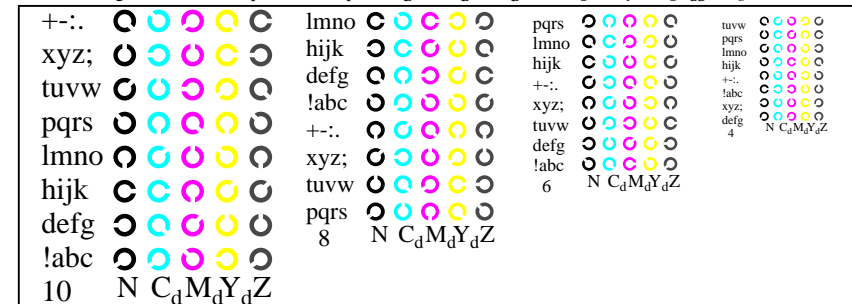 +-:.
xyz;
tuvw
pqrs
lmno
hijk
defg
!abc
10 N CdMdYdZ
lmno
hijk
defg
!abc
+-:.
xyz;
tuvw
pqrs
8 N CdMdYdZ
pqrs
lmno
hijk
+-:.
xyz;
tuvw
defg
!abc
6 N CdMdYdZ
tuvw
pqrs
lmno
hijk
+-:.
!abc
xyz;
defg
4 N CdMdYdZ